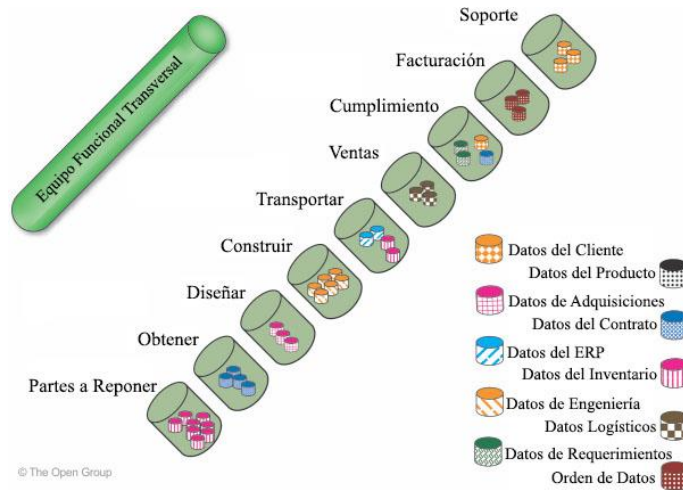 Soporte
Facturación
Cumplimiento
Ventas
Transportar
Construir
Diseñar
Obtener
Partes a Reponer
Equipo Funcional Transversal
Datos del Cliente
Datos del Producto
Datos de Adquisiciones
Datos del Contrato
Datos del ERP
Datos del Inventario
Datos de Engeniería
Datos Logísticos
Datos de Requerimientos
Orden de Datos
© The Open Group